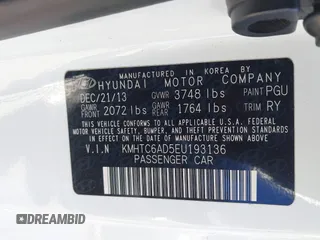 MANUFACTURED IN KOREA BY
HYUNDAI MOTOR COMPANY
DEC/21/13 GVWR 3748 lbs PAINT PGU
GAWR FRONT 2072 lbs GAWR REAR 1764 lbs TRIM RY
THIS VEHICLE CONFORMS TO ALL APPLICABLE U.S.A. FEDERAL
MOTOR VEHICLE SAFETY, BUMPER, AND THEFT PREVENTION
STANDARDS IN EFFECT ON THE DATE OF MANUFACTURE SHOWN ABOVE.
V.I.N KMHTC6AD5EU193136
PASSENGER CAR
© DREAMBID
dreambid.com